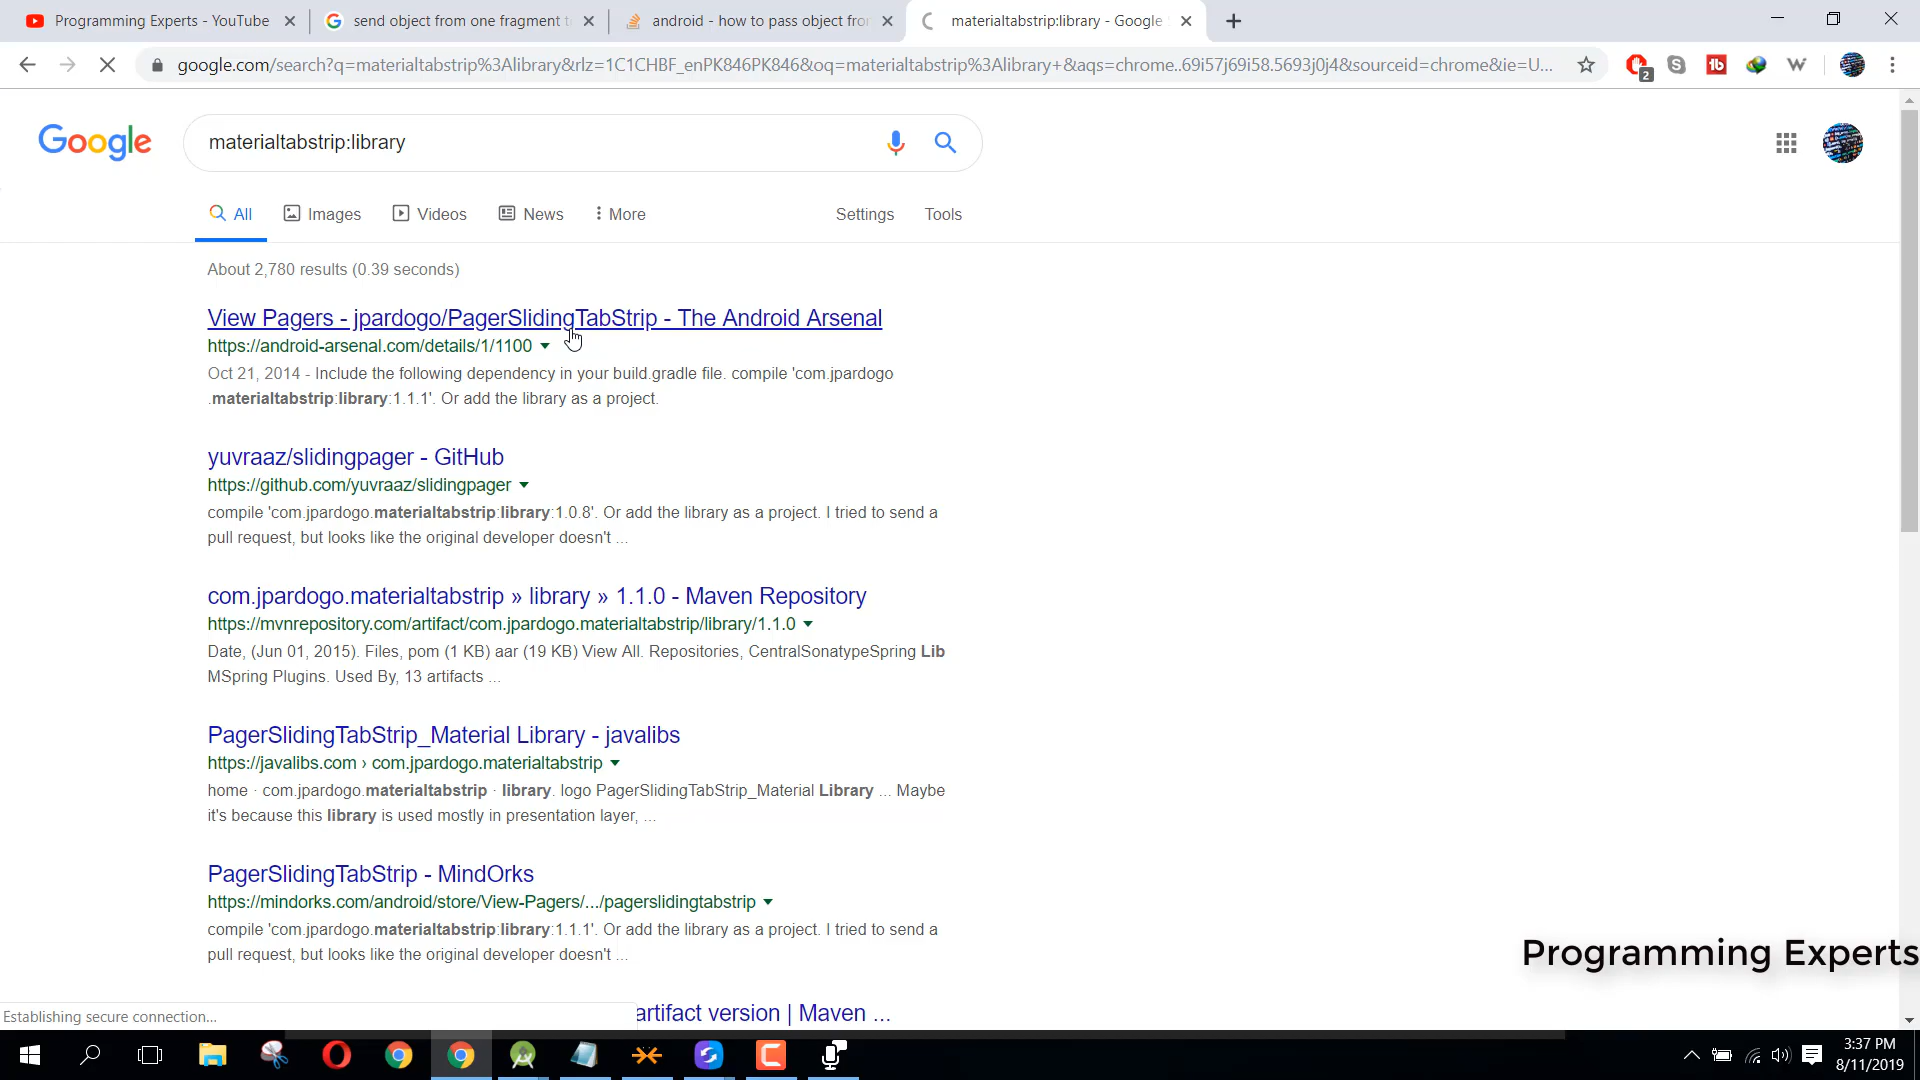 Programming Experts - YouTube
send object from one fragment t
android - how to pass object fro
materialtabstrip:library - Google
google.com/search?q=materialtabstrip%3Alibrary&rlz=1C1CHBF_enPK846PK846&oq=materialtabstrip%3Alibrary+&aqs=chrome..69i57j69i58.5693j0j4&sourceid=chrome&ie=U...
2
Google
materialtabstrip:library
All
Images
Videos
News
More
Settings
Tools
About 2,780 results (0.39 seconds)
View Pagers - jpardogo/PagerSlidingTabStrip - The Android Arsenal
https://android-arsenal.com/details/1/1100
Oct 21, 2014 - Include the following dependency in your build.gradle file. compile 'com.jpardogo
.materialtabstrip:library:1.1.1'. Or add the library as a project.
yuvraaz/slidingpager - GitHub
https://github.com/yuvraaz/slidingpager
compile 'com.jpardogo.materialtabstrip:library:1.0.8'. Or add the library as a project. I tried to send a
pull request, but looks like the original developer doesn't ...
com.jpardogo.materialtabstrip » library » 1.1.0 - Maven Repository
https://mvnrepository.com/artifact/com.jpardogo.materialtabstrip/library/1.1.0
Date, (Jun 01, 2015). Files, pom (1 KB) aar (19 KB) View All. Repositories, CentralSonatypeSpring Lib
MSpring Plugins. Used By, 13 artifacts ...
PagerSlidingTabStrip_Material Library - javalibs
https://javalibs.com › com.jpardogo.materialtabstrip
home · com.jpardogo.materialtabstrip · library. logo PagerSlidingTabStrip_Material Library ... Maybe
it's because this library is used mostly in presentation layer, ...
PagerSlidingTabStrip - MindOrks
https://mindorks.com/android/store/View-Pagers/.../pagerslidingtabstrip
compile 'com.jpardogo.materialtabstrip:library:1.1.1'. Or add the library as a project. I tried to send a
pull request, but looks like the original developer doesn't ...
Programming Experts
artifact version | Maven ...
Establishing secure connection...
3:37 PM
8/11/2019